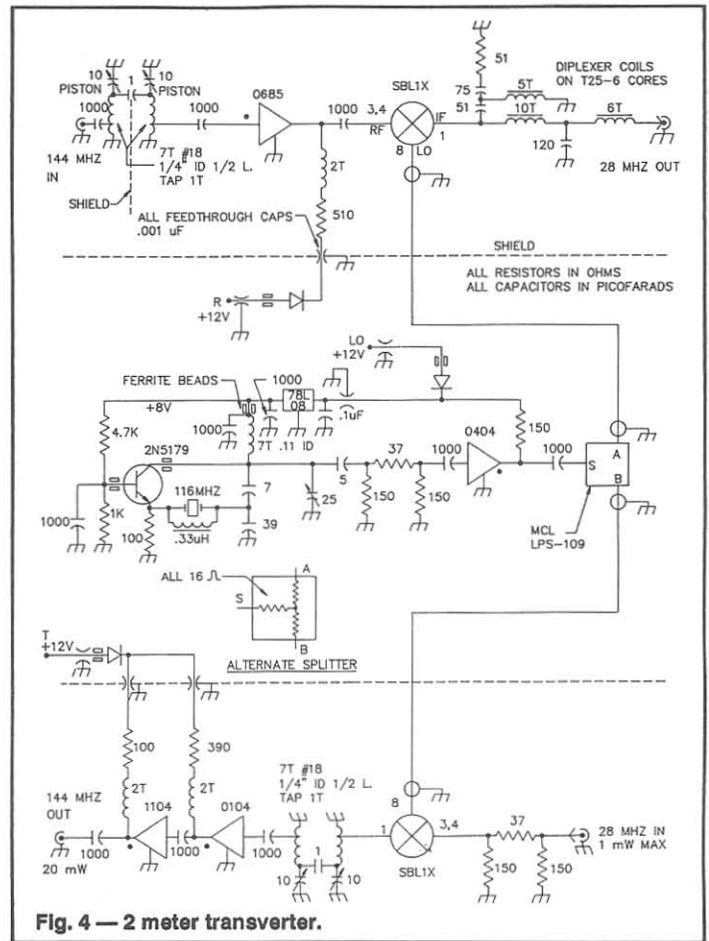 10
1
10
PISTON
PISTON
1000
1000
0685
1000
3,4
RF
SBL1X
IF
1
8
LO
51
75
51
5T
10T
6T
120
DIPLEXER COILS
ON T25-6 CORES
28 MHZ OUT
144 MHZ
IN
7T #18
1/4" ID 1/2 L.
TAP 1T
SHIELD
2T
510
ALL FEEDTHROUGH CAPS
.001 uF
SHIELD
ALL RESISTORS IN OHMS
ALL CAPACITORS IN PICOFARADS
R
+12V
LO
+12V
FERRITE BEADS
1000
78L
08
.1uF
+8V
1000
7T .11 ID
4.7K
2N5179
116MHZ
7
25
5
37
150
150
1000
0404
150
1000
S
A
B
1000
1K
100
.33uH
39
MCL
LPS-109
ALL 16 Ω
A
S
B
ALTERNATE SPLITTER
T
+12V
100
390
2T
2T
144 MHZ
OUT
1104
0104
20 mW
1000
1000
1000
7T #18
1/4" ID 1/2 L.
TAP 1T
1
10
10
8
1
3,4
SBL1X
37
150
150
28 MHZ IN
1 mW MAX
Fig. 4 — 2 meter transverter.